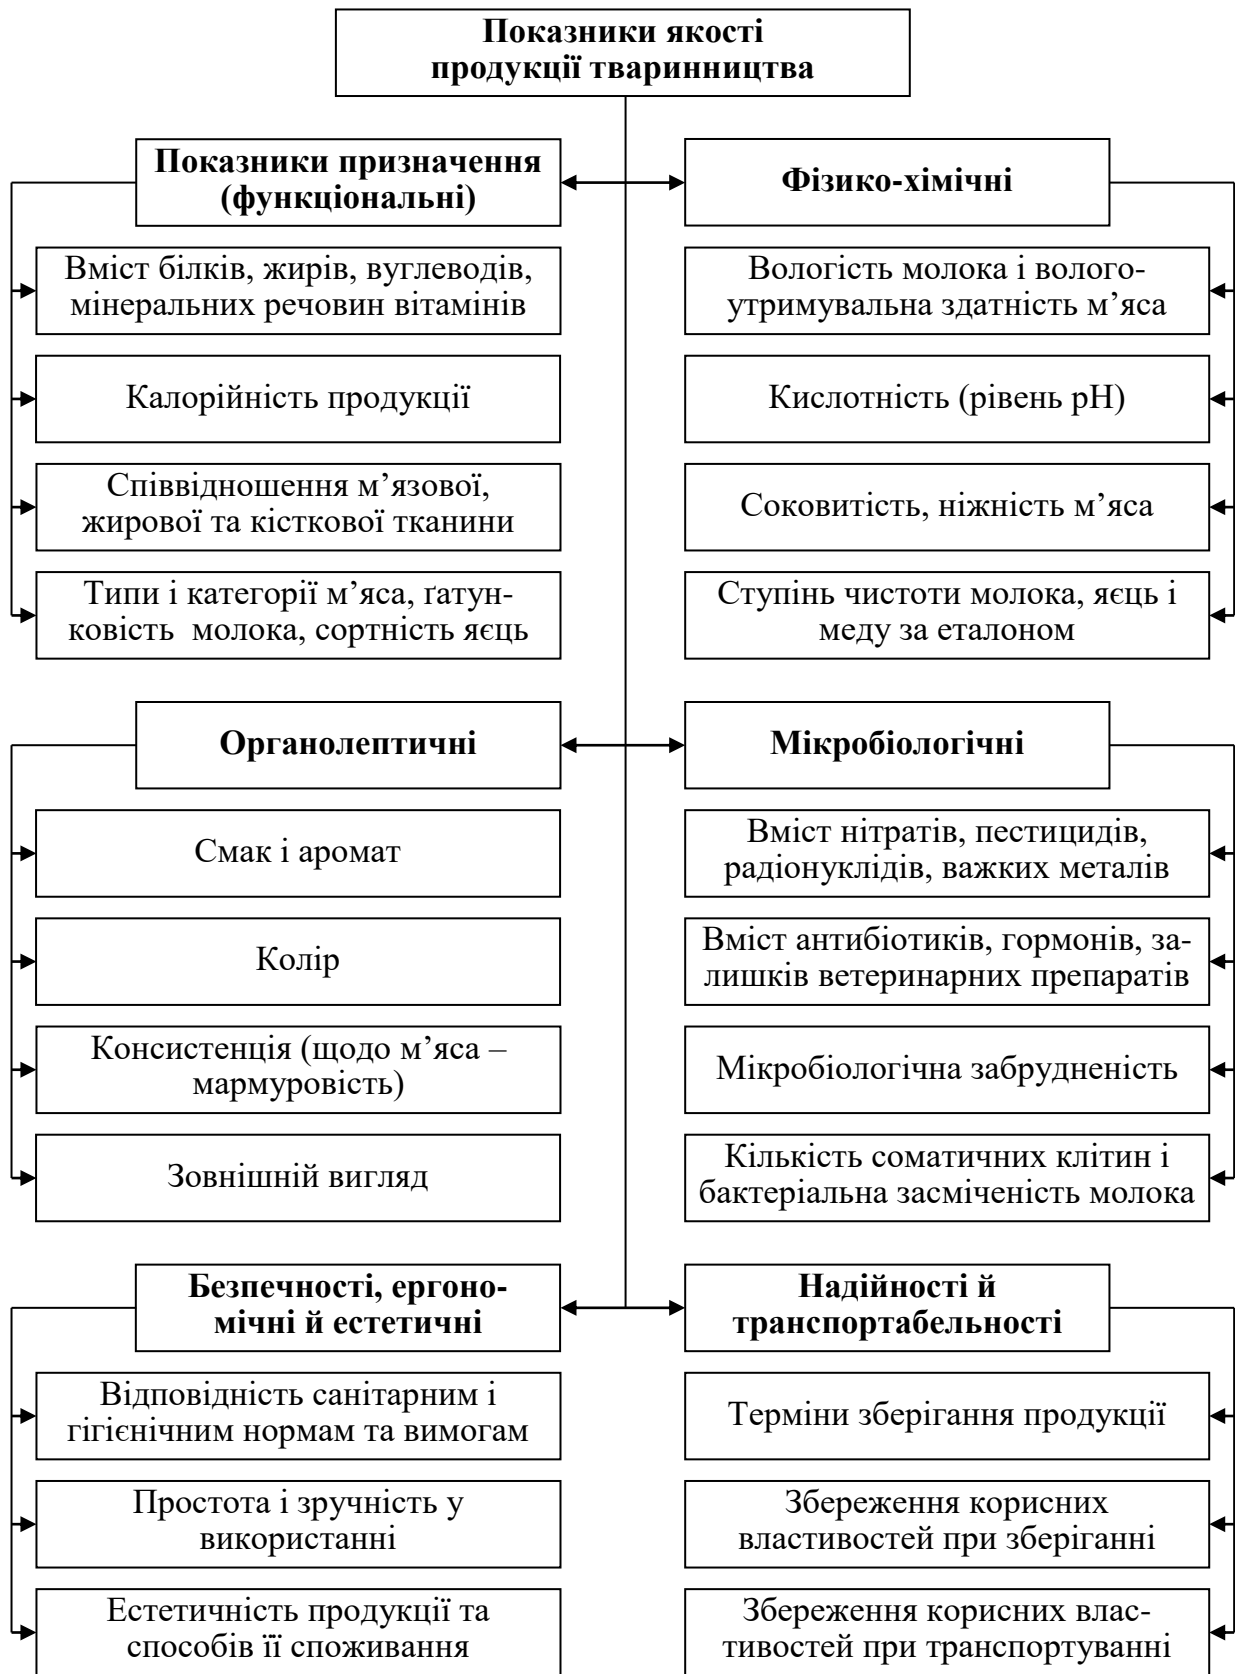 Показники якості
продукції тваринництва
Показники призначення
(функціональні)
Вміст білків, жирів, вуглеводів,
мінеральних речовин вітамінів
Калорійність продукції
Співвідношення м’язової,
жирової та кісткової тканини
Типи і категорії м’яса, ґатун-
ковість молока, сортність яєць
Фізико-хімічні
Вологість молока і волого-
утримувальна здатність м’яса
Кислотність (рівень рН)
Соковитість, ніжність м’яса
Ступінь чистоти молока, яєць і
меду за еталоном
Органолептичні
Смак і аромат
Колір
Консистенція (щодо м’яса –
мармуровість)
Зовнішній вигляд
Мікробіологічні
Вміст нітратів, пестицидів,
радіонуклідів, важких металів
Вміст антибіотиків, гормонів, за-
лишків ветеринарних препаратів
Мікробіологічна забрудненість
Кількість соматичних клітин і
бактеріальна засміченість молока
Безпечності, ергоно-
мічні й естетичні
Відповідність санітарним і
гігієнічним нормам та вимогам
Простота і зручність у
використанні
Естетичність продукції та
способів її споживання
Надійності й
транспортабельності
Терміни зберігання продукції
Збереження корисних
властивостей при зберіганні
Збереження корисних влас-
тивостей при транспортуванні